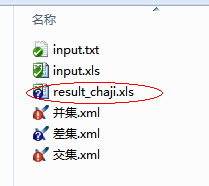 名称
input.txt
input.xls
result_chaji.xls
并集.xml
差集.xml
交集.xml